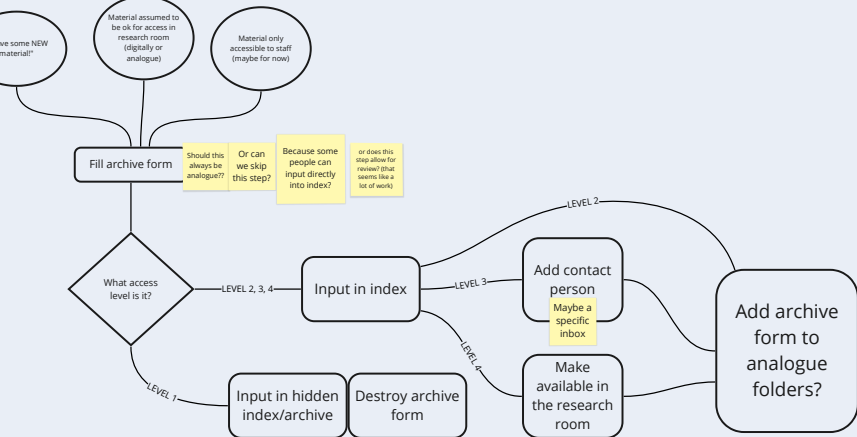 ve some NEW
material!"
Material assumed to
be ok for access in
research room
(digitally or
analogue)
Material only
accessible to staff
(maybe for now)
Fill archive form
Should this
always be
analogue??
Or can
we skip
this step?
Because some
people can
input directly
into index?
or does this
step allow for
review? (that
seems like a
lot of work)
What access
level is it?
LEVEL 2, 3, 4
Input in index
LEVEL 2
LEVEL 3
LEVEL 4
Add contact
person
Maybe a
specific
inbox
Make
available in
the research
room
Add archive
form to
analogue
folders?
LEVEL 1
Input in hidden
index/archive
Destroy archive
form